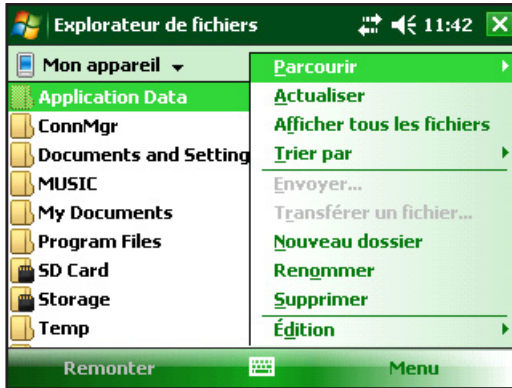 Explorateur de fichiers 11:42
Mon appareil
Application Data
ConnMgr
Documents and Setting
MUSIC
My Documents
Program Files
SD Card
Storage
Temp
Parcourir
Actualiser
Afficher tous les fichiers
Trier par
Envoyer...
Transférer un fichier...
Nouveau dossier
Renommer
Supprimer
Édition
Remonter Menu